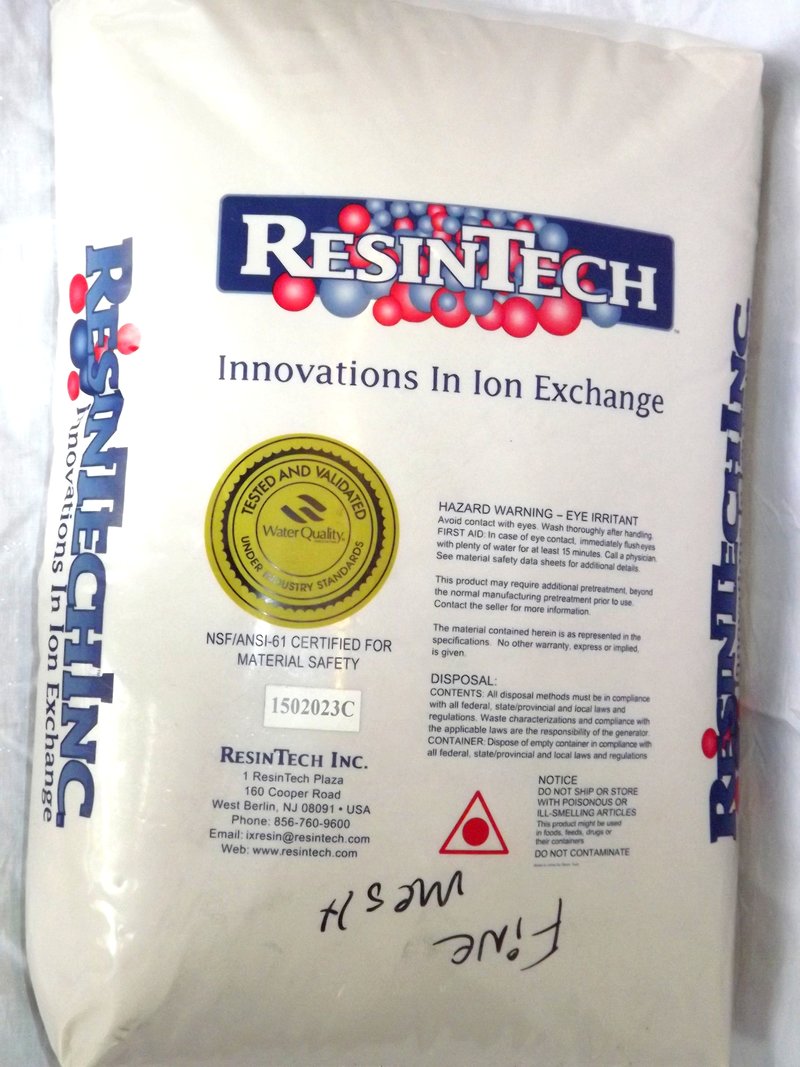 RESINTECH
™
Innovations In Ion Exchange
RESINTECH INC
Innovations In Ion Exchange
RESINTECH INC
TESTED AND VALIDATED
WaterQuality
UNDER INDUSTRY STANDARDS
NSF/ANSI-61 CERTIFIED FOR
MATERIAL SAFETY
1502023C
RESINTECH INC.
1 ResinTech Plaza
160 Cooper Road
West Berlin, NJ 08091 • USA
Phone: 856-760-9600
Email: ixresin@resintech.com
Web: www.resintech.com
HAZARD WARNING – EYE IRRITANT
Avoid contact with eyes. Wash thoroughly after handling.
FIRST AID: In case of eye contact, immediately flush eyes
with plenty of water for at least 15 minutes. Call a physician.
See material safety data sheets for additional details.
This product may require additional pretreatment, beyond
the normal manufacturing pretreatment prior to use.
Contact the seller for more information.
The material contained herein is as represented in the
specifications. No other warranty, express or implied,
is given.
DISPOSAL:
CONTENTS: All disposal methods must be in compliance
with all federal, state/provincial and local laws and
regulations. Waste characterizations and compliance with
the applicable laws are the responsibility of the generator.
CONTAINER: Dispose of empty container in compliance with
all federal, state/provincial and local laws and regulations
NOTICE
DO NOT SHIP OR STORE
WITH POISONOUS OR
ILL-SMELLING ARTICLES
This product might be used
in foods, feeds, drugs or
their containers
DO NOT CONTAMINATE
FiNe
mesH